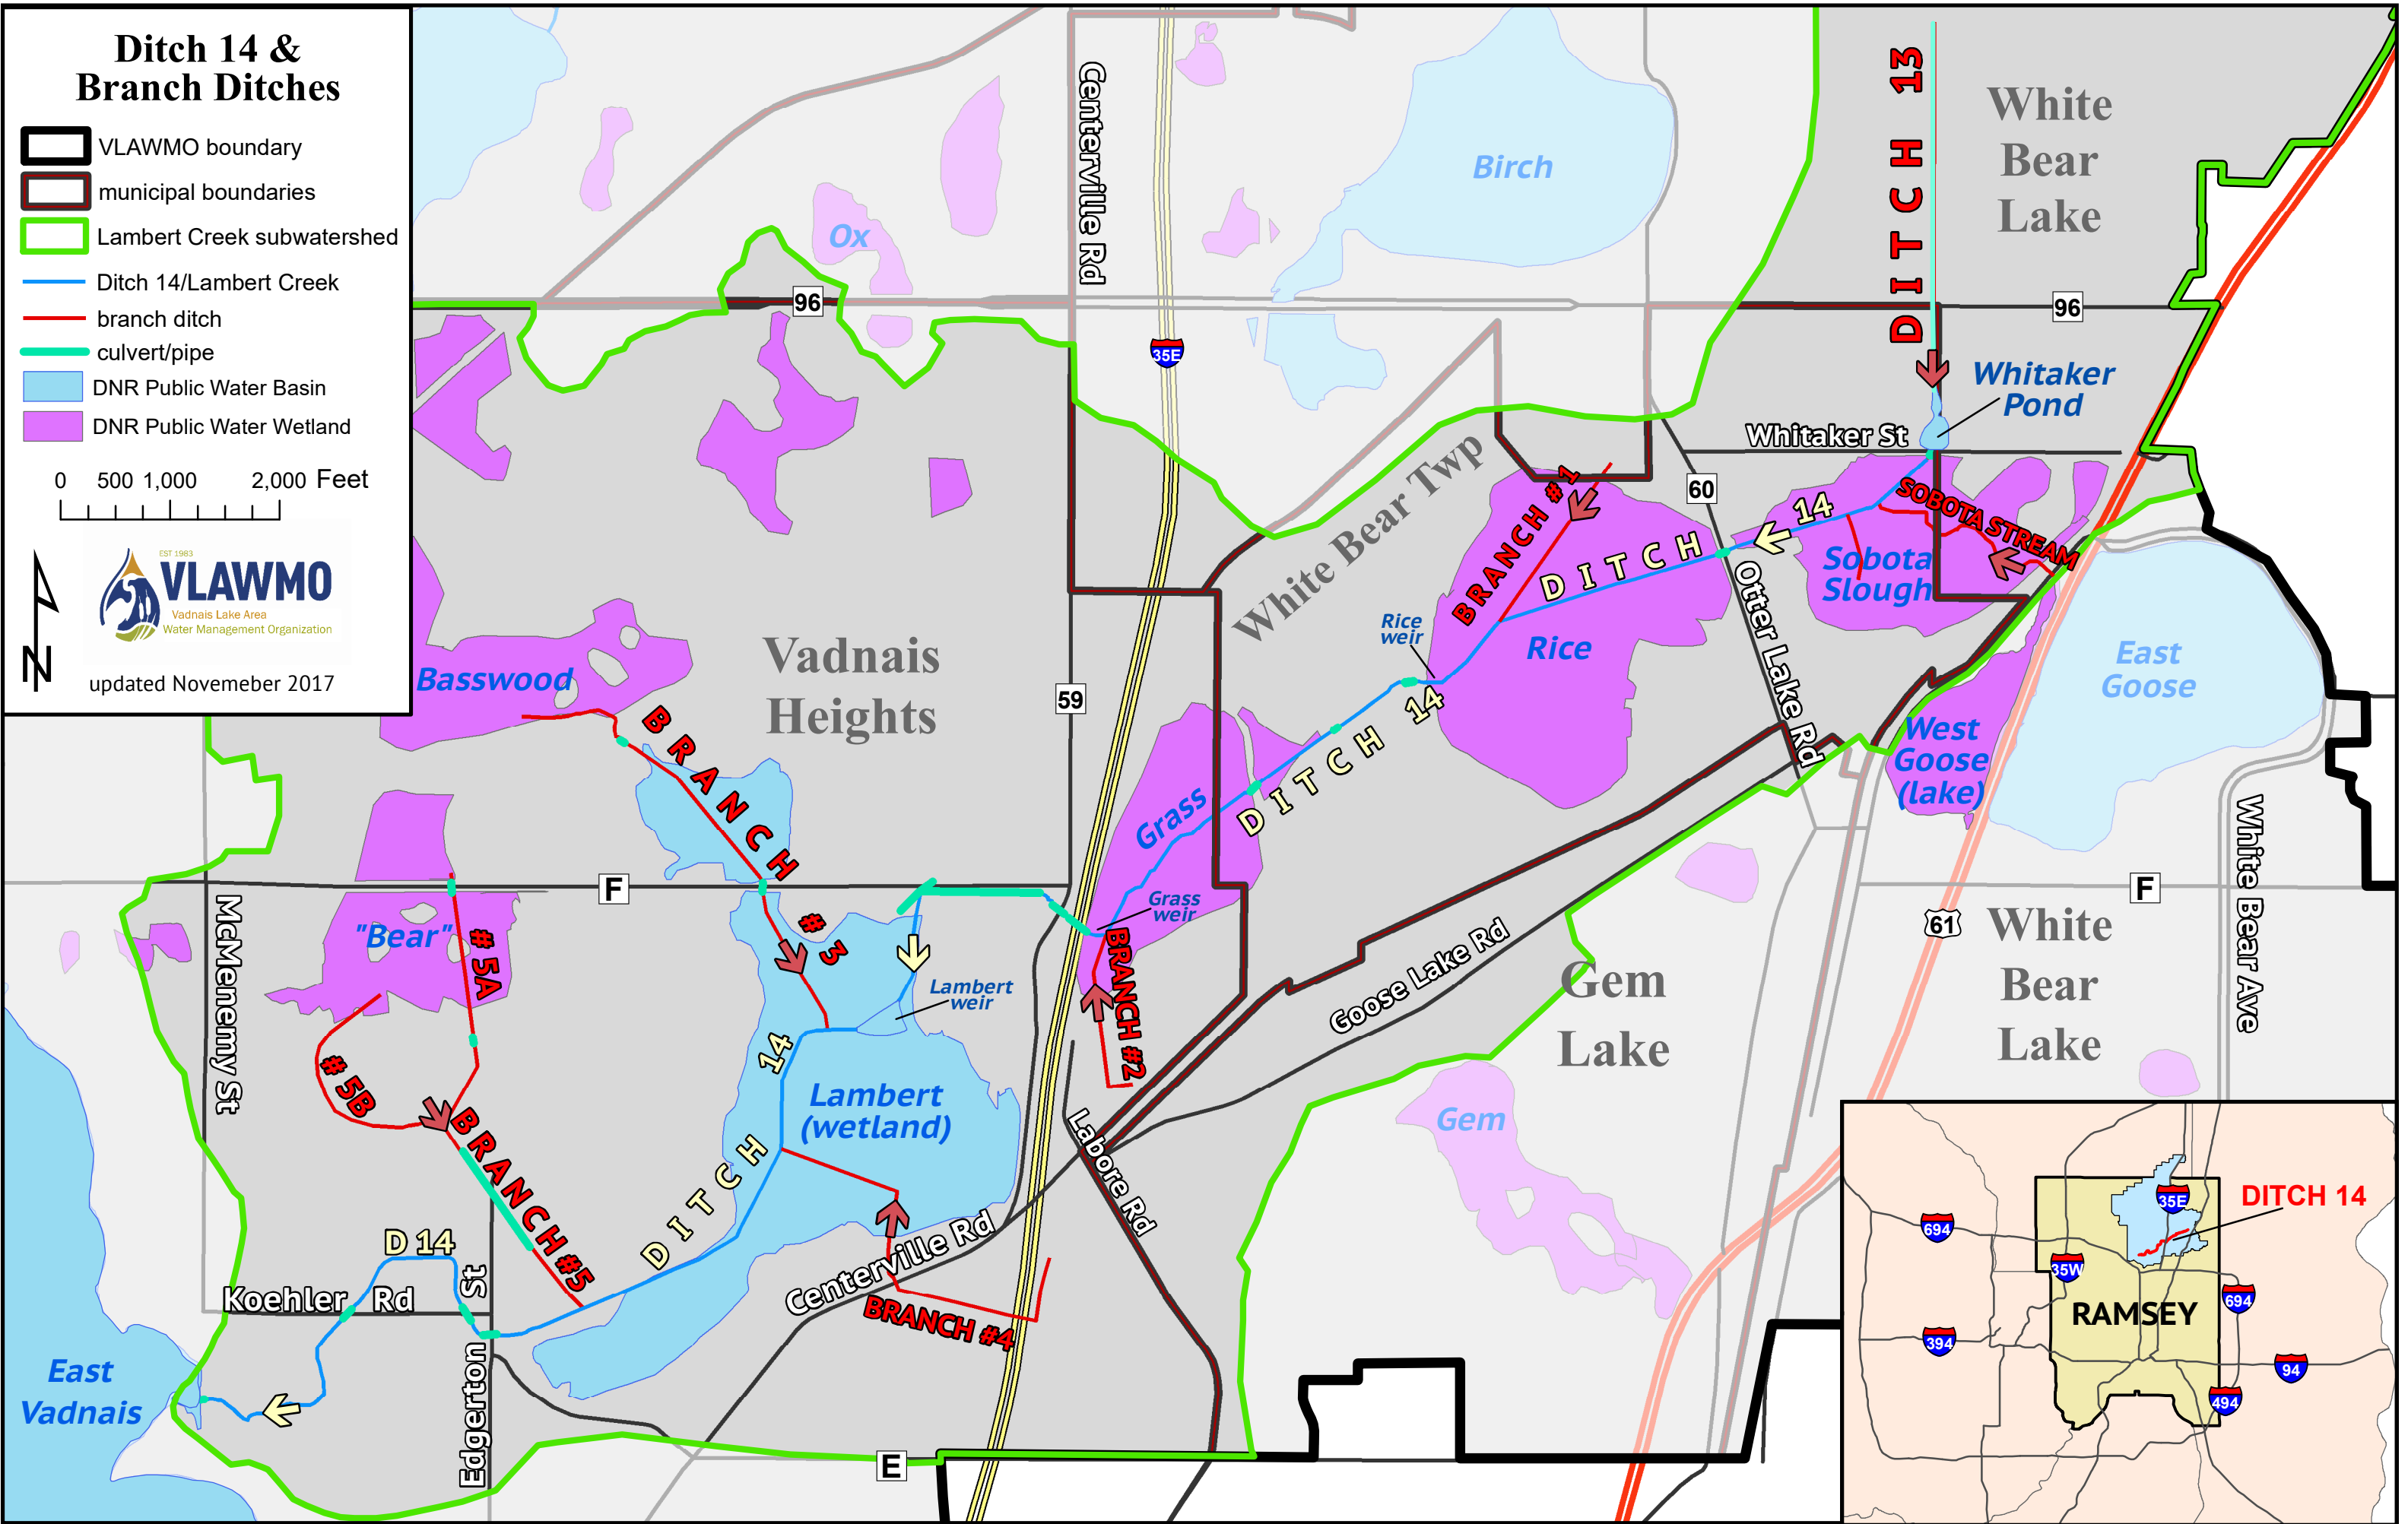 Ditch 14 &
Branch Ditches
VLAWMO boundary
municipal boundaries
Lambert Creek subwatershed
Ditch 14/Lambert Creek
branch ditch
culvert/pipe
DNR Public Water Basin
DNR Public Water Wetland
0 500 1,000 2,000 Feet
N
EST 1983
VLAWMO
Vadnais Lake Area
Water Management Organization
updated Novemeber 2017
Centerville Rd
Birch
Ox
DITCH 13
White
Bear
Lake
96
96
35E
Whitaker
Pond
Whitaker St
White Bear Twp
BRANCH #1
60
14
SOBOTA STREAM
DITCH
Sobota
Slough
Otter Lake Rd
Rice
weir
Rice
East
Goose
Basswood
Vadnais
Heights
59
14
West
Goose
(lake)
BRANCH
Grass
DITCH
White Bear Ave
F
F
McMenemy St
"Bear"
# 5A
# 3
Grass
weir
BRANCH #2
Goose Lake Rd
61
White
Bear
Lake
Gem
Lake
Lambert
weir
14
# 5B
Lambert
(wetland)
Gem
Labore Rd
BRANCH #5
DITCH
D 14
Centerville Rd
Koehler Rd
Edgerton St
BRANCH #4
East
Vadnais
E
35E
DITCH 14
694
35W
694
RAMSEY
394
94
494